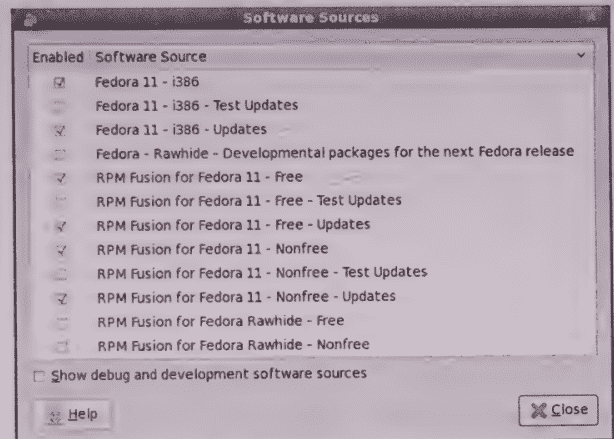 Software Sources
Enabled Software Source
Fedora 11 - i386
Fedora 11 - i386 - Test Updates
Fedora 11 - i386 - Updates
Fedora - Rawhide - Developmental packages for the next Fedora release
RPM Fusion for Fedora 11 - Free
RPM Fusion for Fedora 11 - Free - Test Updates
RPM Fusion for Fedora 11 - Free - Updates
RPM Fusion for Fedora 11 - Nonfree
RPM Fusion for Fedora 11 - Nonfree - Test Updates
RPM Fusion for Fedora 11 - Nonfree - Updates
RPM Fusion for Fedora Rawhide - Free
RPM Fusion for Fedora Rawhide - Nonfree
Show debug and development software sources
Help
Close